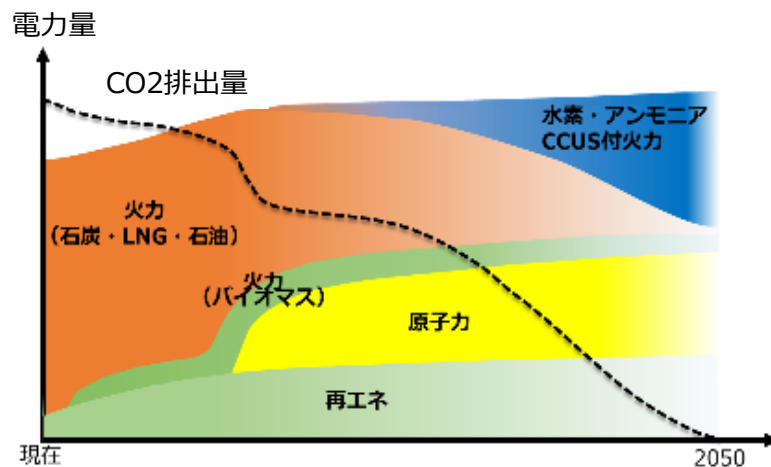 電力量
CO2排出量
水素・アンモニア
CCUS付火力
火力
（石炭・LNG・石油）
火力
（バイオマス）
原子力
再エネ
現在
2050